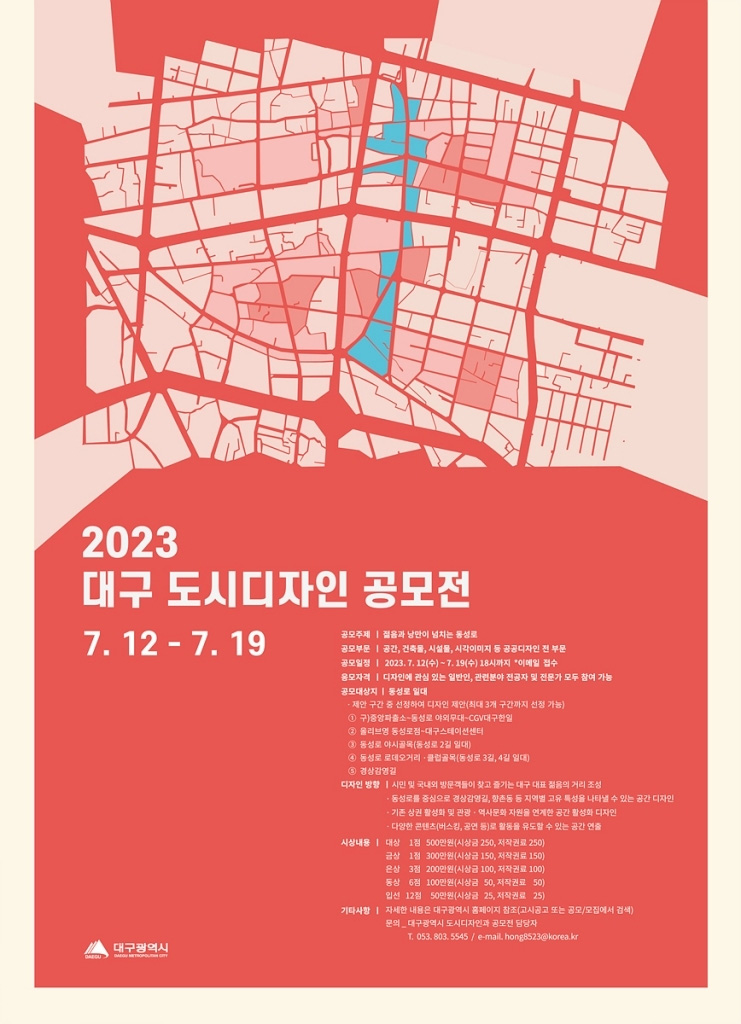 2023
대구 도시디자인 공모전
7. 12 - 7. 19
공모주제 | 젊음과 낭만이 넘치는 동성로
공모부문 | 공간, 건축물, 시설물, 시각이미지 등 공공디자인 전 부문
공모일정 | 2023. 7. 12(수) ~ 7. 19(수) 18시까지 *이메일 접수
응모자격 | 디자인에 관심 있는 일반인, 관련분야 전공자 및 전문가 모두 참여 가능
공모대상지 | 동성로 일대
· 제안 구간 중 선정하여 디자인 제안(최대 3개 구간까지 선정 가능)
① 구)중앙파출소~동성로 야외무대~CGV대구한일
② 올리브영 동성로점~대구스테이션센터
③ 동성로 야시골목(동성로 2길 일대)
④ 동성로 로데오거리 · 클럽골목(동성로 3길, 4길 일대)
⑤ 경상감영길
디자인 방향 | 시민 및 국내외 방문객들이 찾고 즐기는 대구 대표 젊음의 거리 조성
· 동성로를 중심으로 경상감영길, 향촌동 등 지역별 고유 특성을 나타낼 수 있는 공간 디자인
· 기존 상권 활성화 및 관광 · 역사문화 자원을 연계한 공간 활성화 디자인
· 다양한 콘텐츠(버스킹, 공연 등)로 활동을 유도할 수 있는 공간 연출
시상내용 | 대상 1점 500만원(시상금 250, 저작권료 250)
금상 1점 300만원(시상금 150, 저작권료 150)
은상 3점 200만원(시상금 100, 저작권료 100)
동상 6점 100만원(시상금 50, 저작권료 50)
입선 12점 50만원(시상금 25, 저작권료 25)
기타사항 | 자세한 내용은 대구광역시 홈페이지 참조(고시공고 또는 공모/모집에서 검색)
문의 _ 대구광역시 도시디자인과 공모전 담당자
T. 053. 803. 5545 / e-mail. hong8523@korea.kr
DAEGU 대구광역시
DAEGU METROPOLITAN CITY